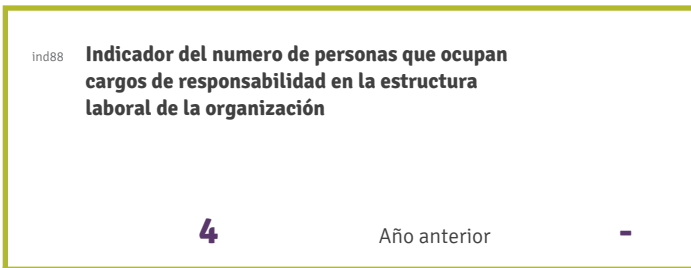 ind88 Indicador del numero de personas que ocupan
cargos de responsabilidad en la estructura
laboral de la organización
4 Año anterior -